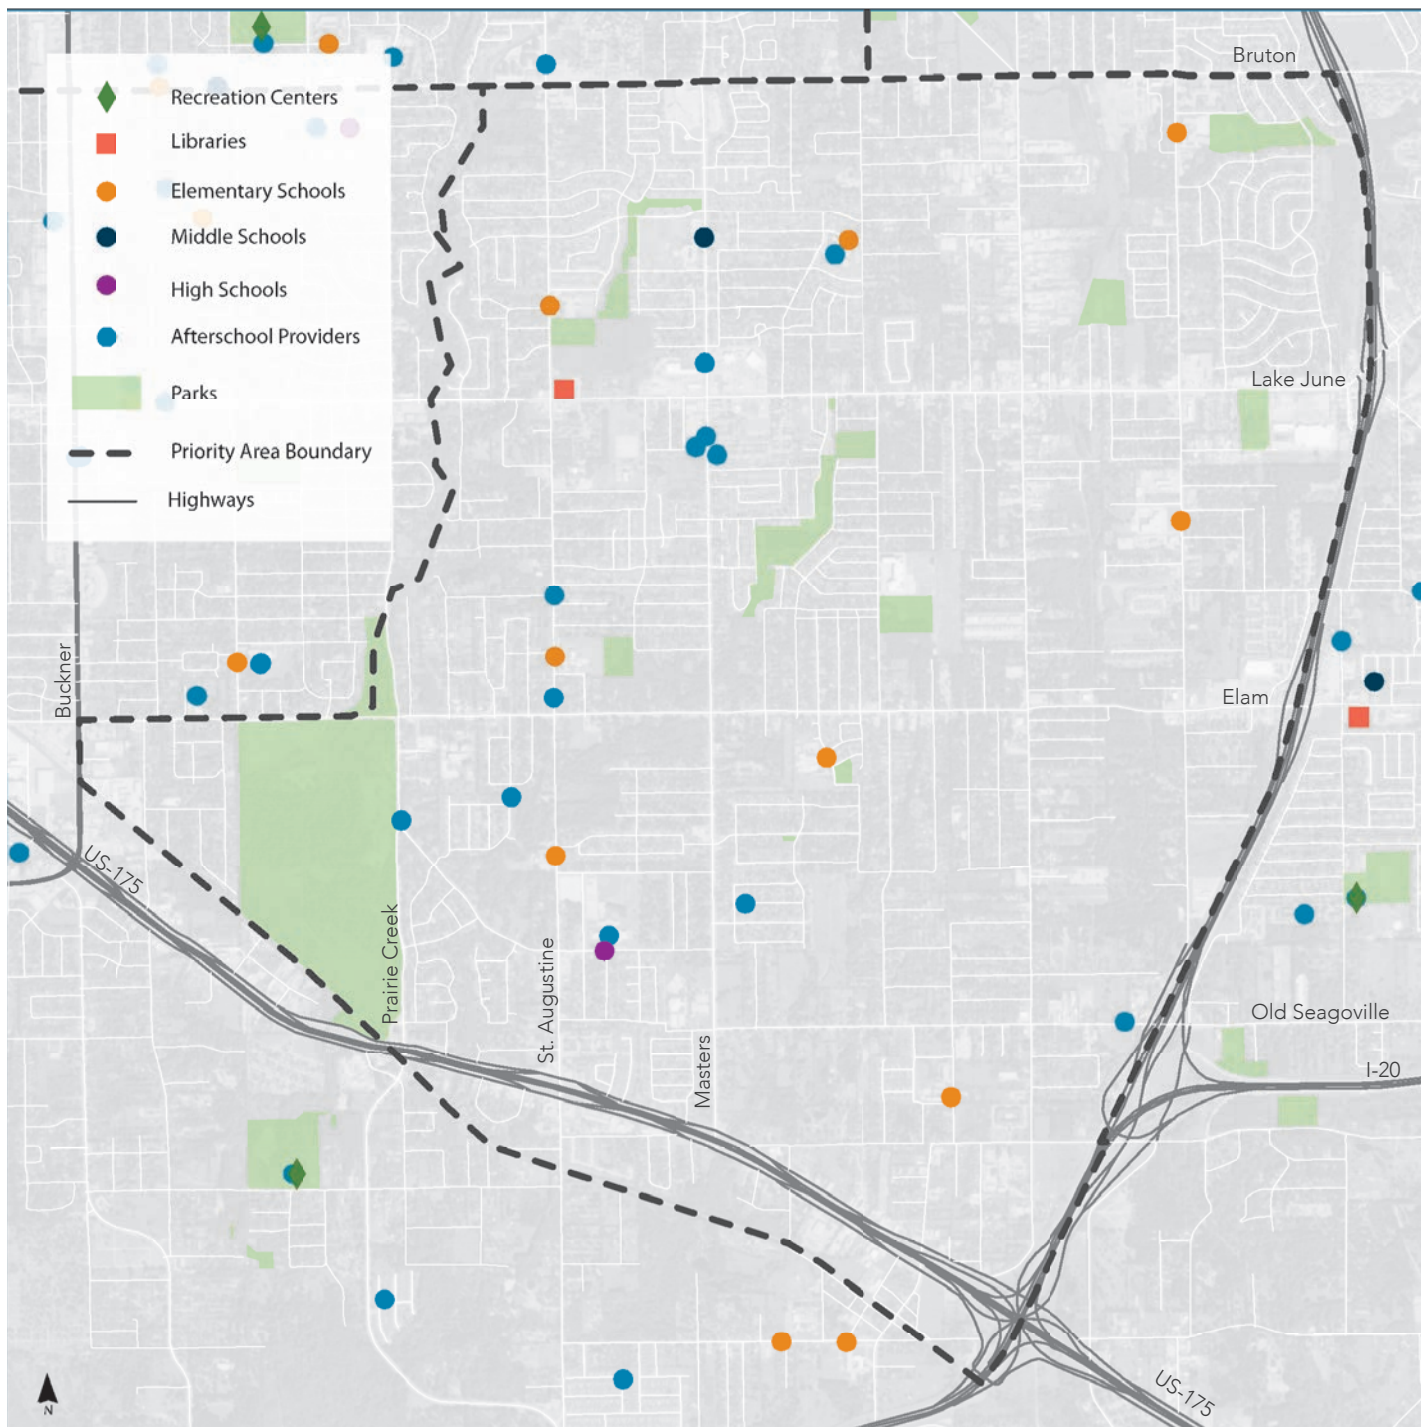 Bruton
Recreation Centers
Libraries
Elementary Schools
Middle Schools
High Schools
Afterschool Providers
Parks
Priority Area Boundary
Highways
Lake June
Buckner
Elam
US-175
Prairie Creek
St. Augustine
Masters
Old Seagoville
I-20
US-175
N